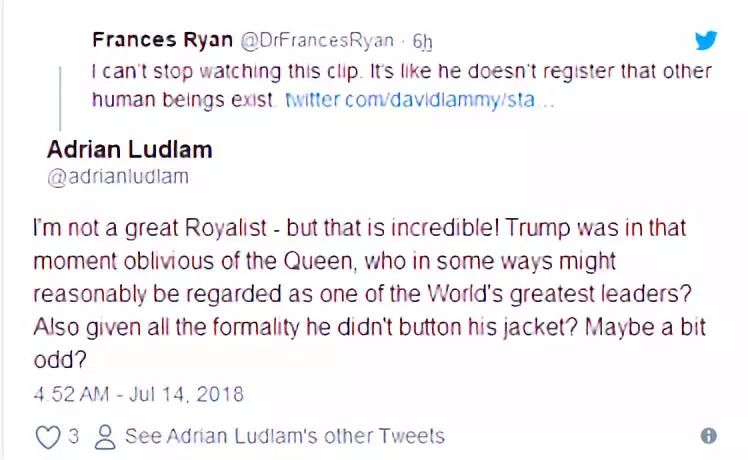 Frances Ryan @DrFrancesRyan · 6h
I can't stop watching this clip. It's like he doesn't register that other
human beings exist. twitter.com/davidlammy/sta...
Adrian Ludlam
@adrianludlam
I'm not a great Royalist - but that is incredible! Trump was in that
moment oblivious of the Queen, who in some ways might
reasonably be regarded as one of the World's greatest leaders?
Also given all the formality he didn't button his jacket? Maybe a bit
odd?
4:52 AM - Jul 14, 2018
3 See Adrian Ludlam's other Tweets